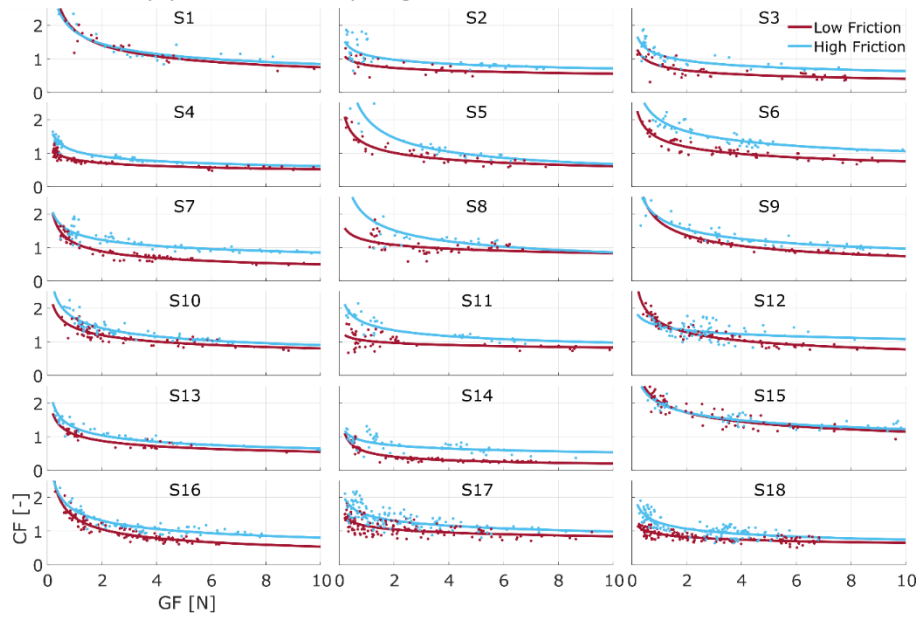 S1 S2 S3
Low Friction
High Friction
2
1
0
S4 S5 S6
2
1
0
S7 S8 S9
2
1
0
S10 S11 S12
2
1
0
S13 S14 S15
2
1
0
S16 S17 S18
2
1
0
CF [-]
0 2 4 6 8 10 0 2 4 6 8 10 0 2 4 6 8 10
GF [N]